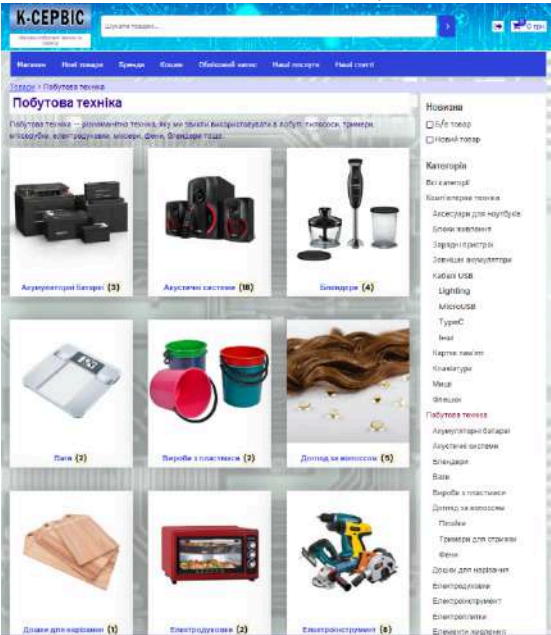 К-СЕРВІС
Шукати товари...
0 грн
Магазин Нові товари Бренди Кошик Обліковий запис Наші послуги Наші статті
Товари > Побутова техніка
Побутова техніка
Побутова техніка — різноманітна техніка, яку ми звикли використовувати в побуті: пилососи, тримери,
м'ясорубки, електродуховки, міксери, фени, блендери тощо.
Акумуляторні батареї (3)
Акустичні системи (18)
Блендери (4)
Ваги (2)
Вироби з пластмаси (2)
Догляд за волоссям (5)
Дошки для нарізання (1)
Електродуховки (2)
Електроінструмент (6)
Новизна
Б/в товар
Новий товар
Категорія
Всі категорії
Комп'ютерна техніка
Аксесуари для ноутбуків
Блоки живлення
Зарядні пристрої
Зовнішні акумулятори
Кабелі USB
Lighting
MicroUSB
TypeC
Інші
Картки пам'яті
Клавіатури
Миші
Флешки
Побутова техніка
Акумуляторні батареї
Акустичні системи
Блендери
Ваги
Вироби з пластмаси
Догляд за волоссям
Плойки
Тримери для стрижки
Фени
Дошки для нарізання
Електродуховки
Електроінструмент
Електроплитки
Елементи живлення